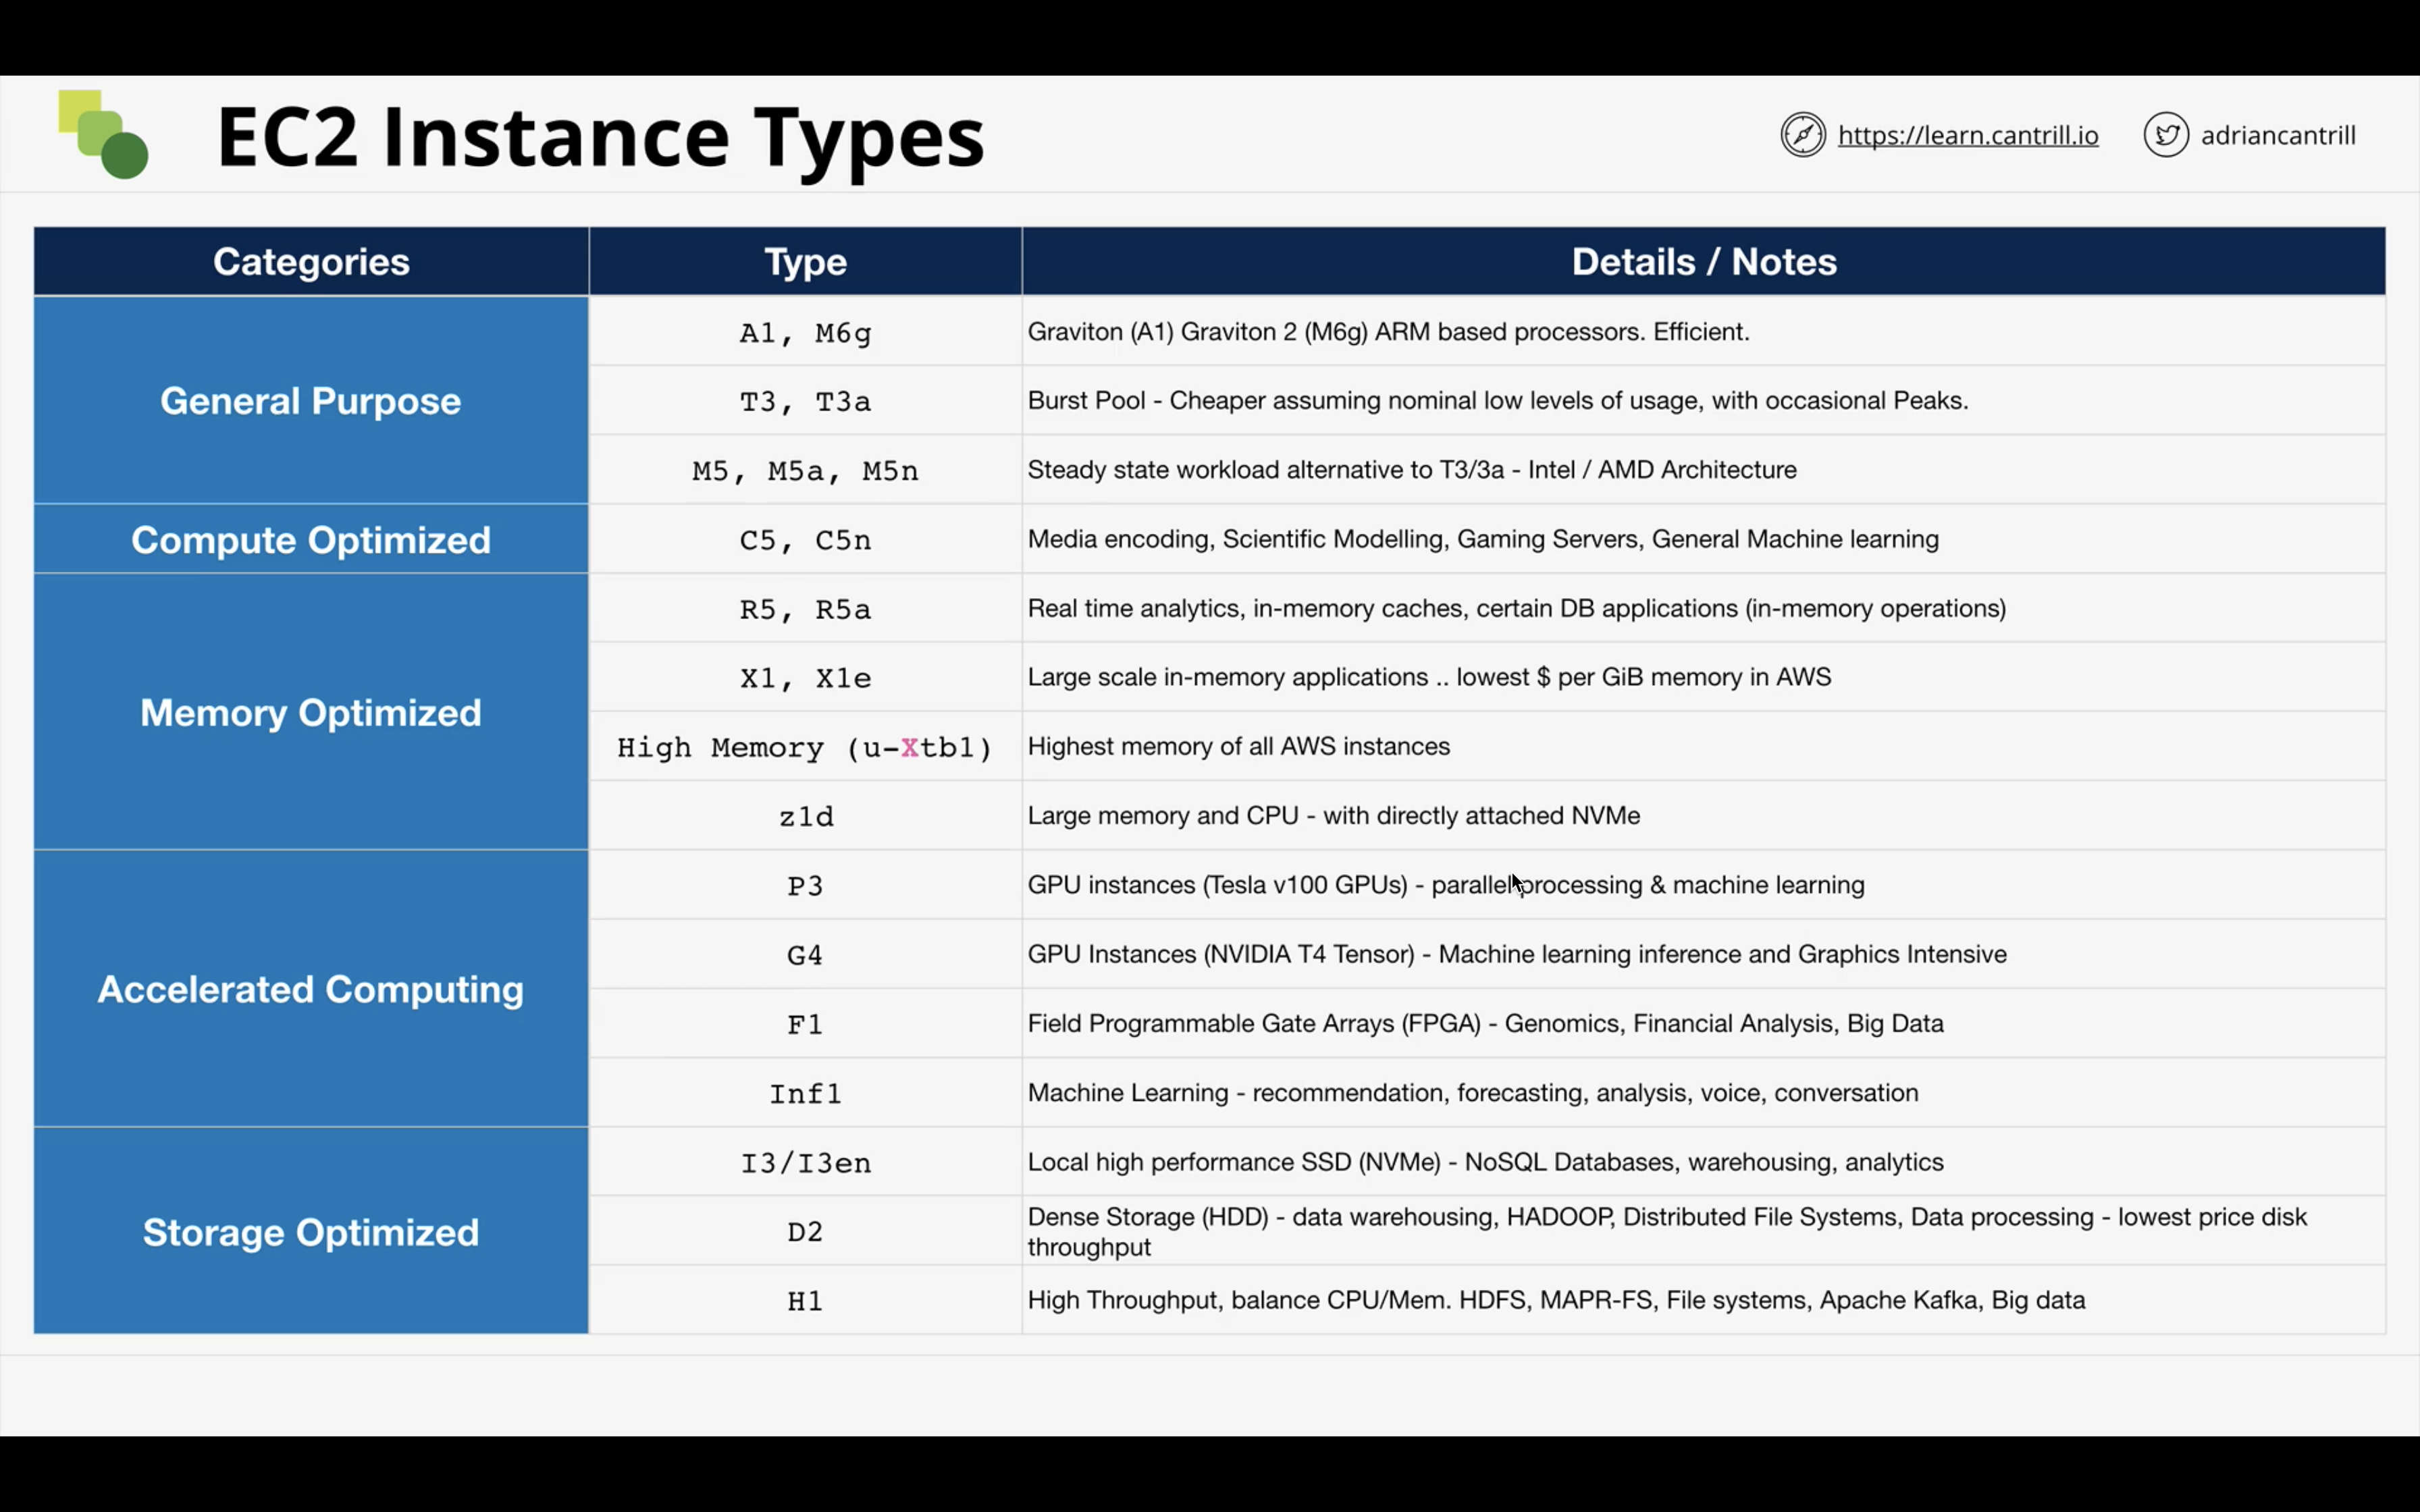 EC2 Instance Types
https://learn.cantrill.io
adriancantrill
Categories
Type
Details / Notes
General Purpose
A1, M6g
Graviton (A1) Graviton 2 (M6g) ARM based processors. Efficient.
T3, T3a
Burst Pool - Cheaper assuming nominal low levels of usage, with occasional Peaks.
M5, M5a, M5n
Steady state workload alternative to T3/3a - Intel / AMD Architecture
Compute Optimized
C5, C5n
Media encoding, Scientific Modelling, Gaming Servers, General Machine learning
Memory Optimized
R5, R5a
Real time analytics, in-memory caches, certain DB applications (in-memory operations)
X1, X1e
Large scale in-memory applications .. lowest $ per GiB memory in AWS
High Memory (u-Xtb1)
Highest memory of all AWS instances
z1d
Large memory and CPU - with directly attached NVMe
Accelerated Computing
P3
GPU instances (Tesla v100 GPUs) - parallel processing & machine learning
G4
GPU Instances (NVIDIA T4 Tensor) - Machine learning inference and Graphics Intensive
F1
Field Programmable Gate Arrays (FPGA) - Genomics, Financial Analysis, Big Data
Inf1
Machine Learning - recommendation, forecasting, analysis, voice, conversation
Storage Optimized
I3/I3en
Local high performance SSD (NVMe) - NoSQL Databases, warehousing, analytics
D2
Dense Storage (HDD) - data warehousing, HADOOP, Distributed File Systems, Data processing - lowest price disk
throughput
H1
High Throughput, balance CPU/Mem. HDFS, MAPR-FS, File systems, Apache Kafka, Big data